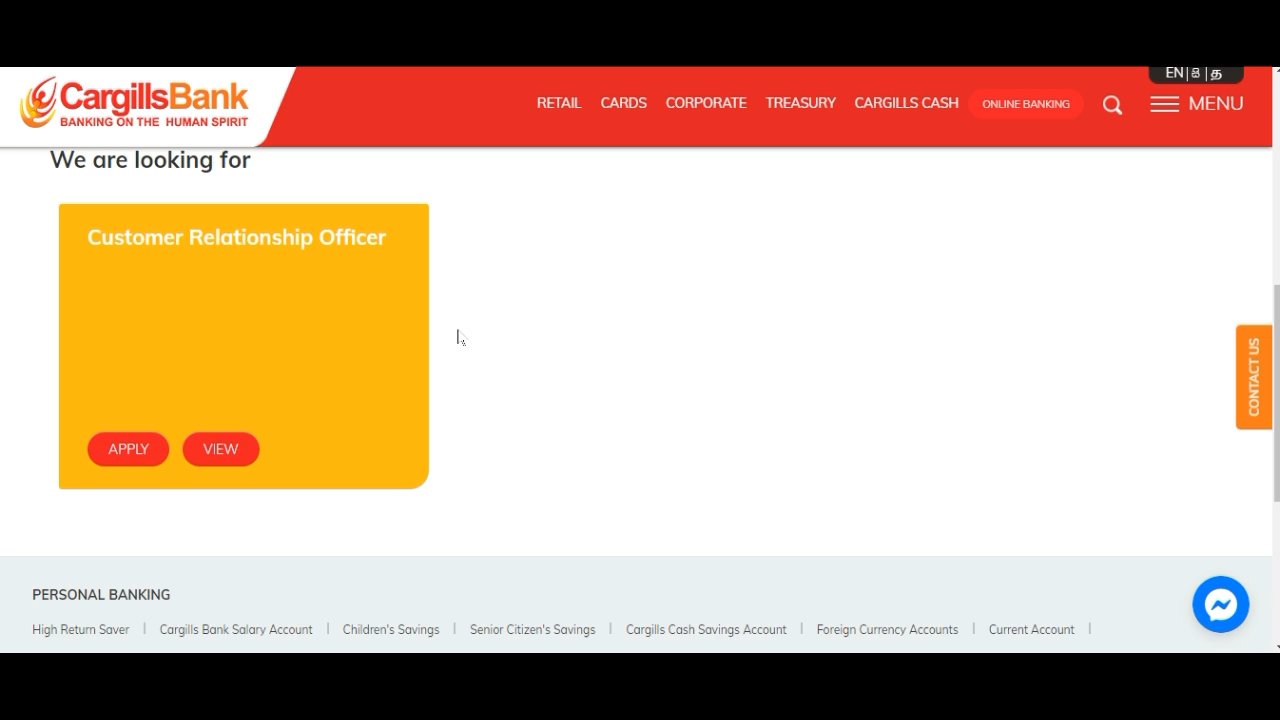 EN|සි|த
CargillsBank
BANKING ON THE HUMAN SPIRIT
RETAIL CARDS CORPORATE TREASURY CARGILLS CASH ONLINE BANKING MENU
We are looking for
Customer Relationship Officer
APPLY VIEW
CONTACT US
PERSONAL BANKING
High Return Saver | Cargills Bank Salary Account | Children's Savings | Senior Citizen's Savings | Cargills Cash Savings Account | Foreign Currency Accounts | Current Account |